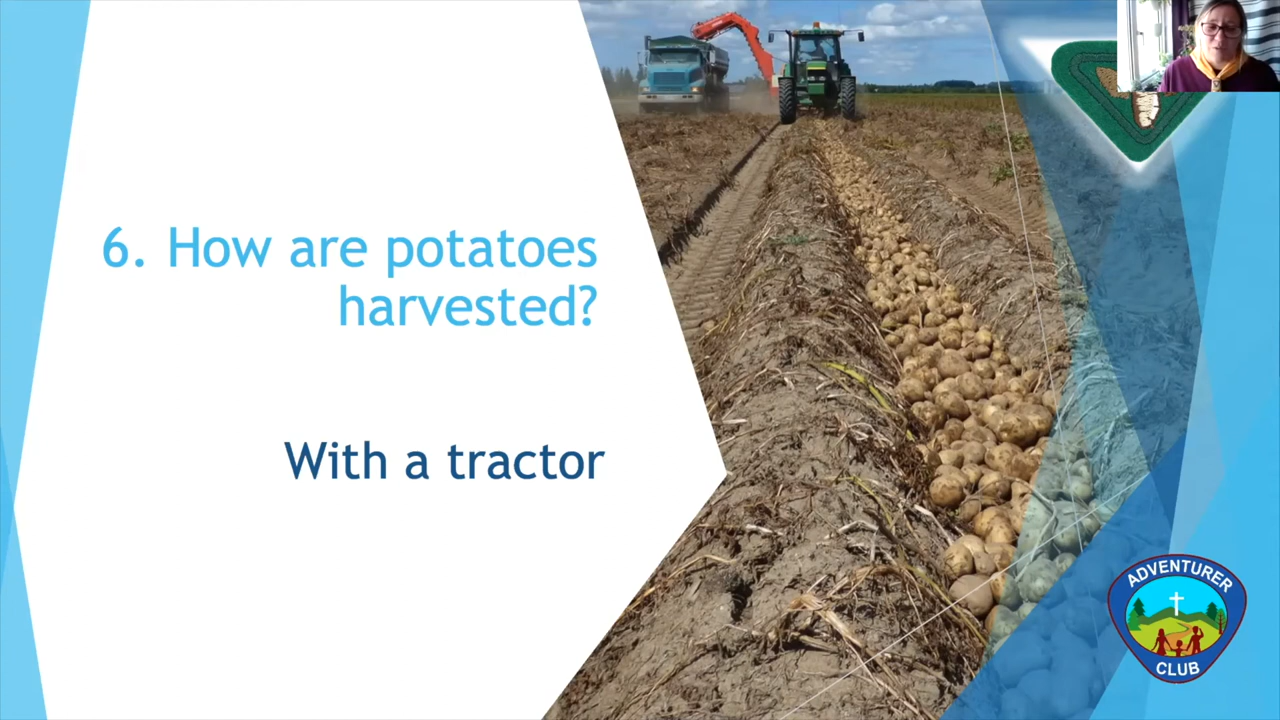 6. How are potatoes
harvested?
With a tractor
ADVENTURER
CLUB